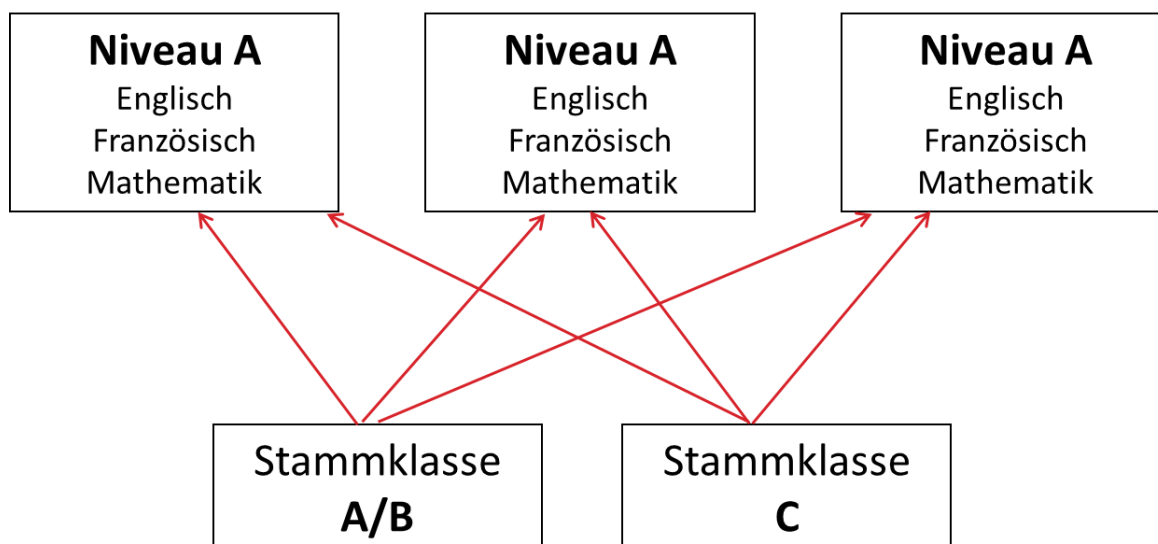 Niveau A
Englisch
Französisch
Mathematik
Niveau A
Englisch
Französisch
Mathematik
Niveau A
Englisch
Französisch
Mathematik
Stammklasse
A/B
Stammklasse
C